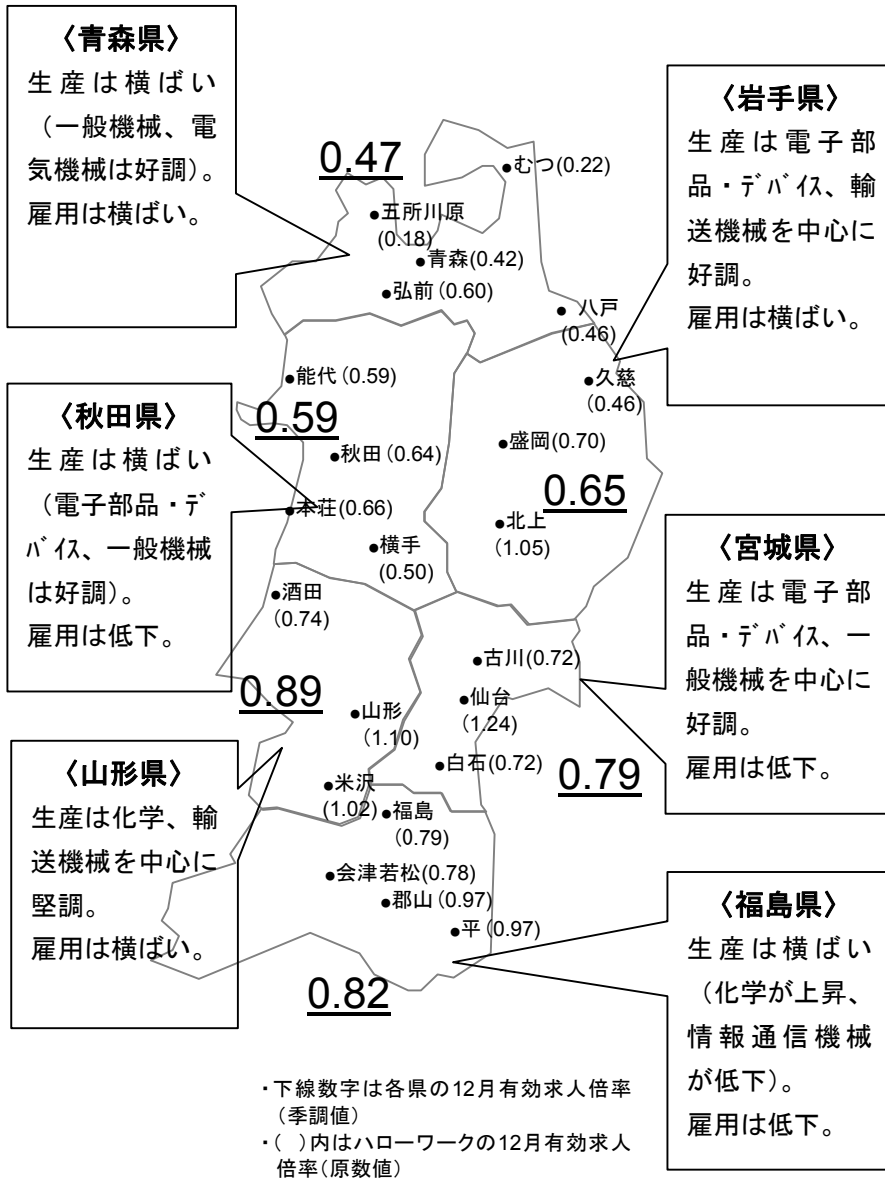 〈青森県〉
生産は横ばい
（一般機械、電
気機械は好調）。
雇用は横ばい。
〈岩手県〉
生産は電子部
品・デバイス、輸
送機械を中心に
好調。
雇用は横ばい。
0.47
むつ(0.22)
五所川原
(0.18)
青森(0.42)
弘前(0.60)
八戸
(0.46)
久慈
(0.46)
能代(0.59)
〈秋田県〉
生産は横ばい
（電子部品・デ
バイス、一般機械
は好調）。
雇用は低下。
0.59
秋田(0.64)
本荘(0.66)
横手
(0.50)
盛岡(0.70)
0.65
北上
(1.05)
〈宮城県〉
生産は電子部
品・デバイス、一
般機械を中心に
好調。
雇用は低下。
酒田
(0.74)
0.89
山形
(1.10)
米沢
(1.02)
古川(0.72)
仙台
(1.24)
白石(0.72)
0.79
〈山形県〉
生産は化学、輸
送機械を中心に
堅調。
雇用は横ばい。
福島
(0.79)
会津若松(0.78)
郡山(0.97)
平(0.97)
0.82
〈福島県〉
生産は横ばい
（化学が上昇、
情報通信機械
が低下）。
雇用は低下。
・下線数字は各県の12月有効求人倍率
（季調値）
・（　）内はハローワークの12月有効求人
倍率（原数値）